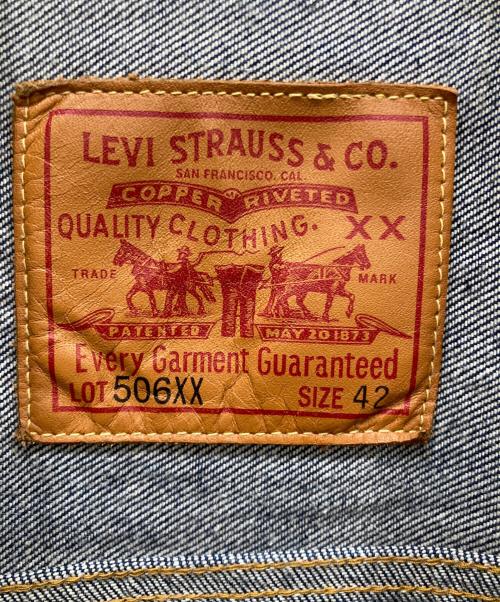 LEVI STRAUSS & CO.
SAN FRANCISCO, CAL.
COPPER RIVETED
QUALITY CLOTHING. XX
TRADE MARK
PATENTED MAY 20 1873
Every Garment Guaranteed
LOT 506XX SIZE 42